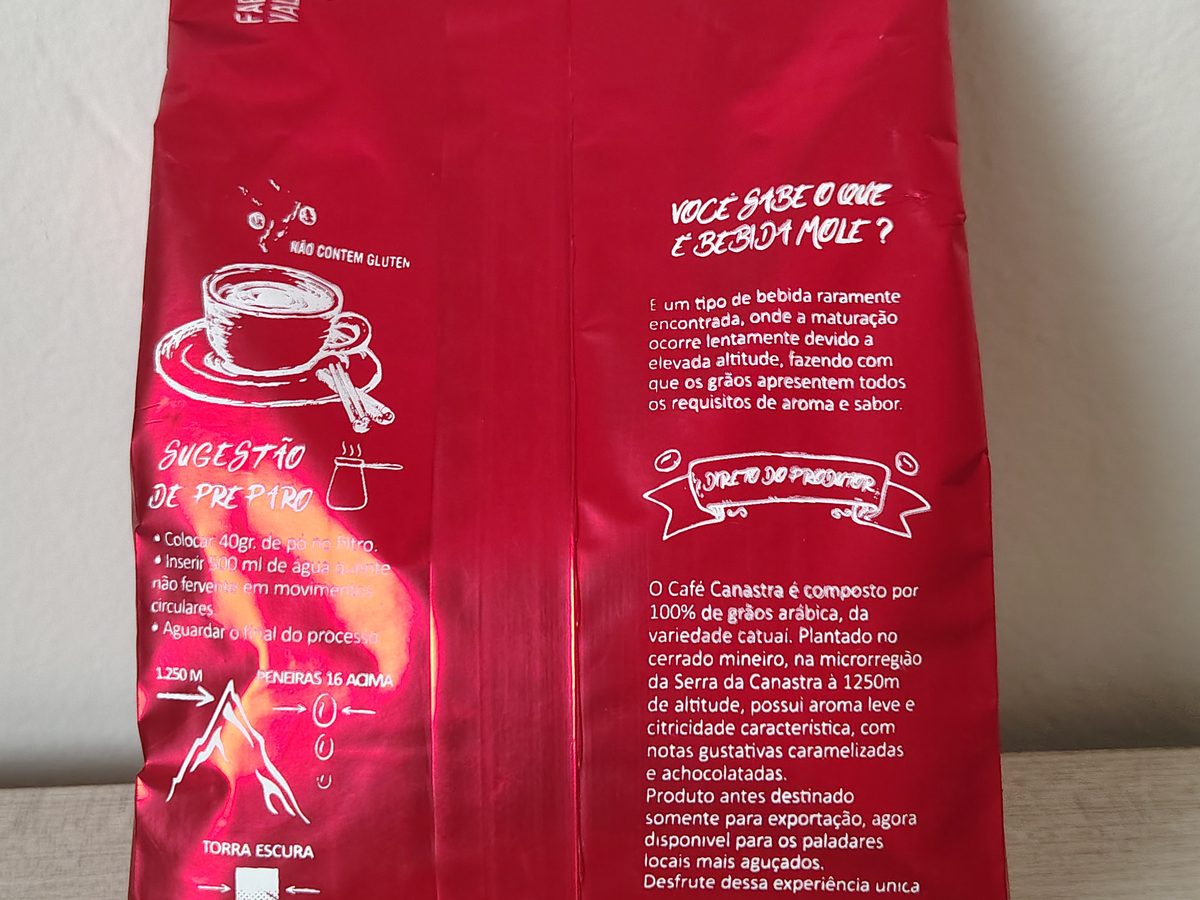 NÃO CONTEM GLUTEN
SUGESTÃO
DE PREPARO
• Colocar 40gr. de pó no filtro.
• Inserir 500 ml de água quente
não fervente em movimentos
circulares
• Aguardar o final do processo
1.250 M
PENEIRAS 16 ACIMA
TORRA ESCURA
VOCÊ SABE O QUE
É BEBIDA MOLE ?
E um tipo de bebida raramente
encontrada, onde a maturação
ocorre lentamente devido a
elevada altitude, fazendo com
que os grãos apresentem todos
os requisitos de aroma e sabor.
DIRETO DO PRODUTOR
O Café Canastra é composto por
100% de grãos arábica, da
variedade catuai. Plantado no
cerrado mineiro, na microrregião
da Serra da Canastra à 1250m
de altitude, possui aroma leve e
citricidade característica, com
notas gustativas caramelizadas
e achocolatadas.
Produto antes destinado
somente para exportação, agora
disponivel para os paladares
locais mais aguçados.
Desfrute dessa experiência unica